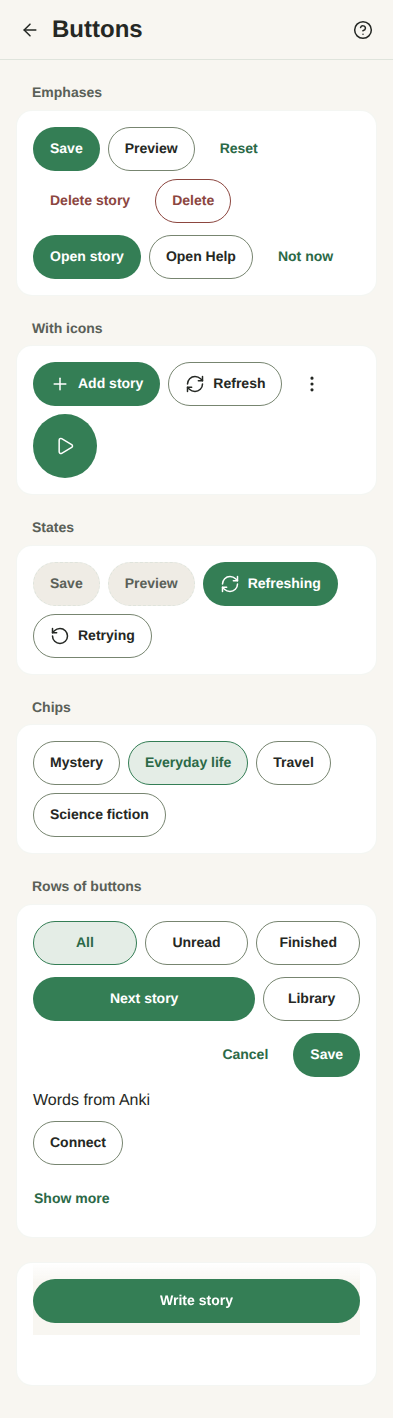 Buttons
Emphases
Save Preview Reset
Delete story Delete
Open story Open Help Not now
With icons
Add story Refresh
States
Save Preview Refreshing
Retrying
Chips
Mystery Everyday life Travel
Science fiction
Rows of buttons
All Unread Finished
Next story Library
Cancel Save
Words from Anki
Connect
Show more
Write story